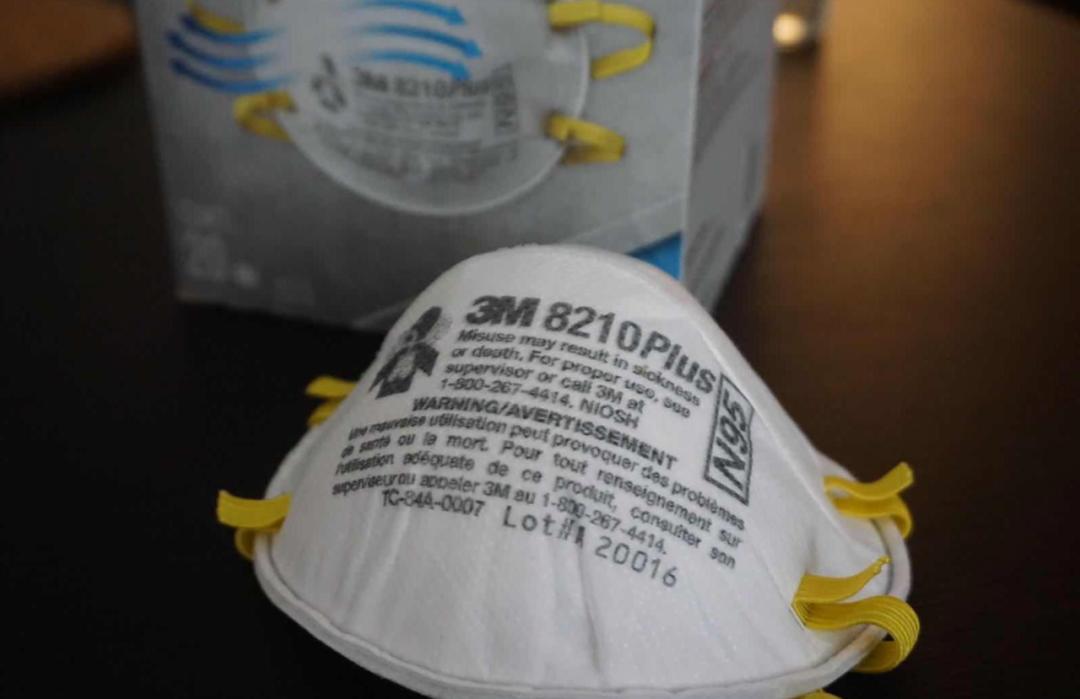 3M 8210Plus
20
3M 8210Plus
N95
Misuse may result in sickness
or death. For proper use, see
supervisor or call 3M at
1-800-267-4414. NIOSH
WARNING/AVERTISSEMENT
Une mauvaise utilisation peut provoquer des problèmes
de santé ou la mort. Pour tout renseignement sur
l'utilisation adéquate de ce produit, consulter son
superviseur ou appeler 3M au 1-800-267-4414.
TC-84A-0007 Lot# 20016